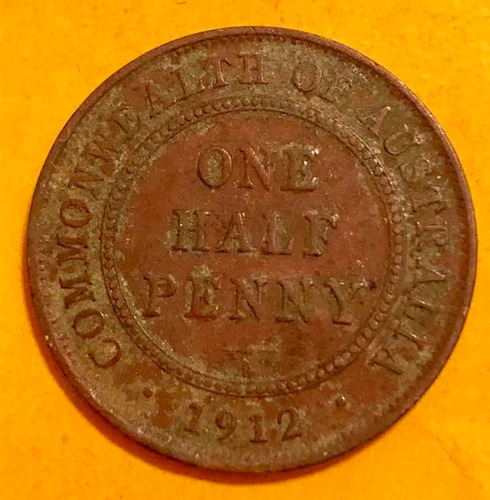 COMMONWEALTH OF AUSTRALIA
ONE
HALF
PENNY
H
1912